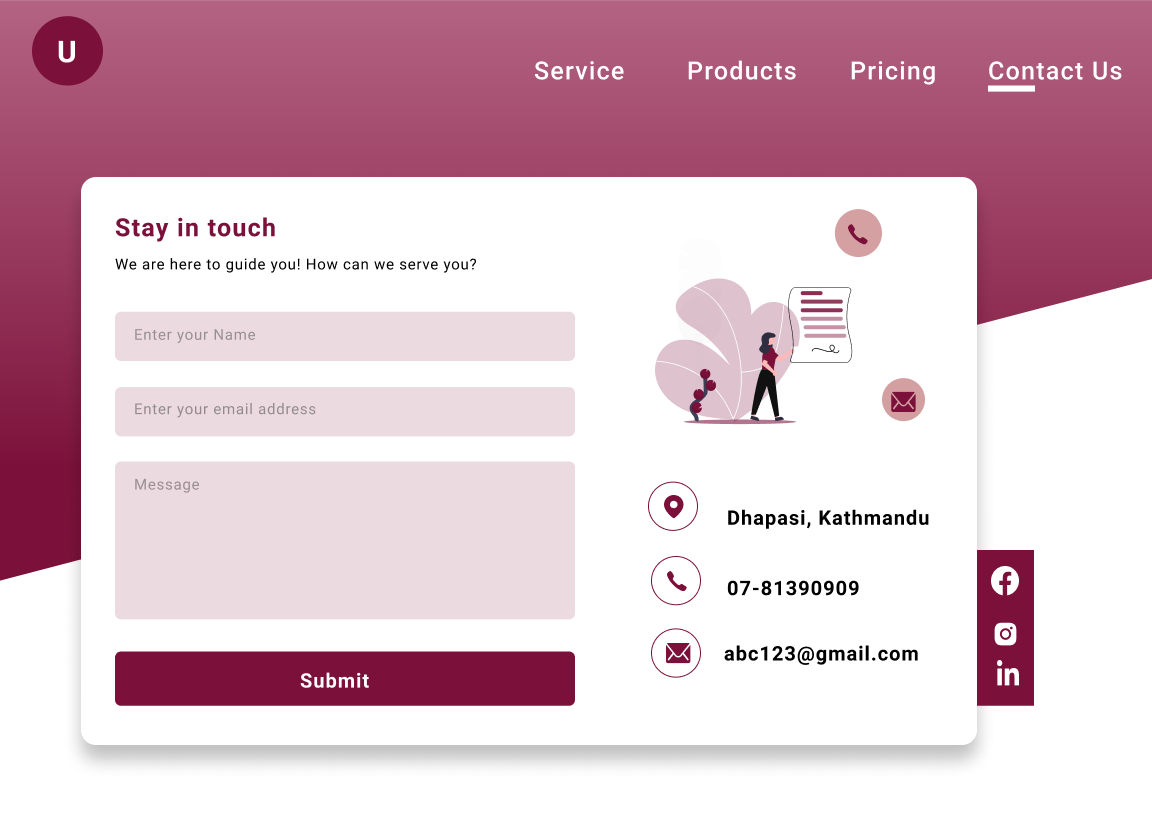 U
Service
Products
Pricing
Contact Us
Stay in touch
We are here to guide you! How can we serve you?
Enter your Name
Enter your email address
Message
Submit
Dhapasi, Kathmandu
07-81390909
abc123@gmail.com
in